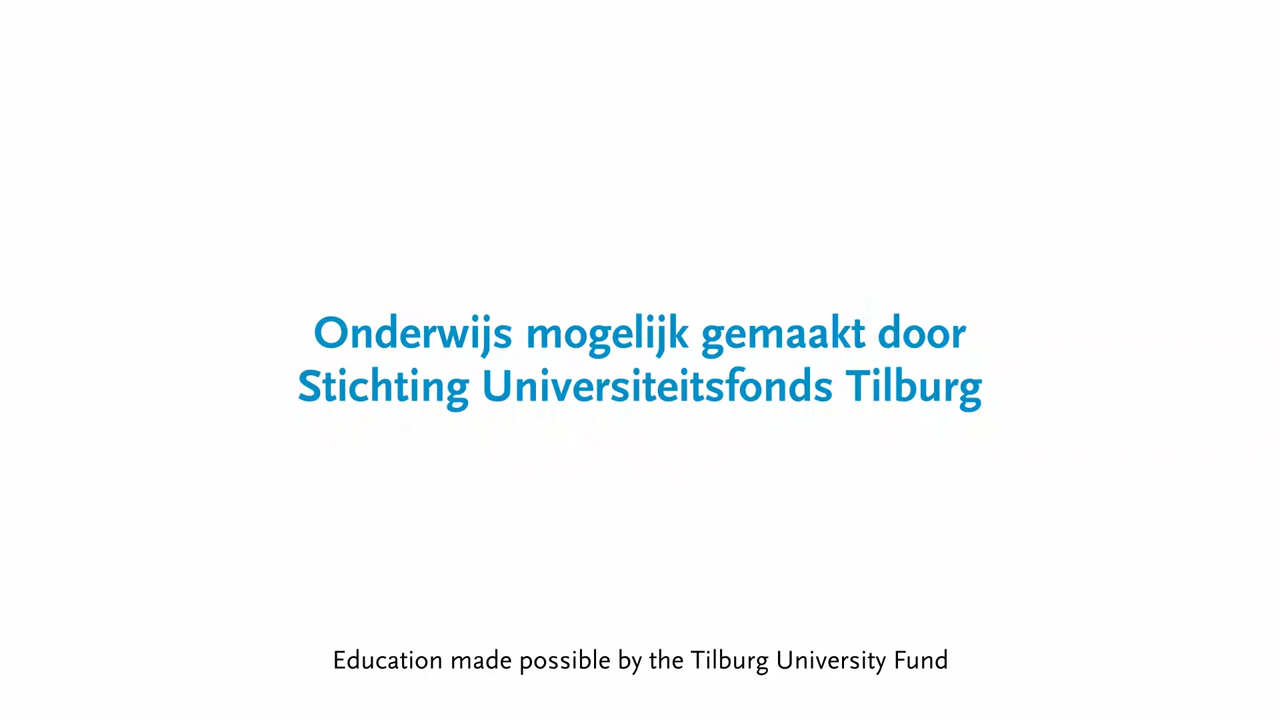 Onderwijs mogelijk gemaakt door
Stichting Universiteitsfonds Tilburg
Education made possible by the Tilburg University Fund